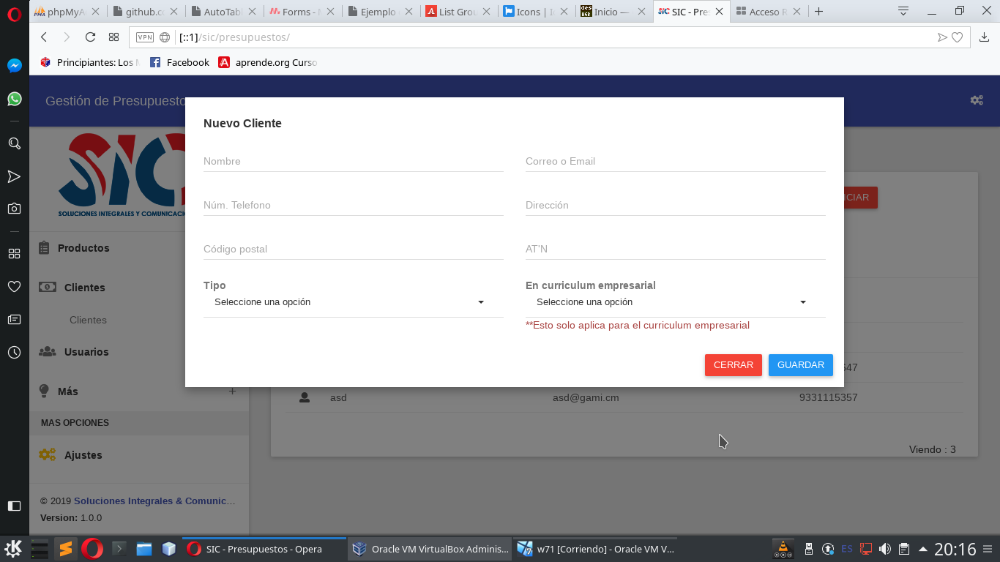 phpMyA
github.c
AutoTab
Forms - M
Ejemplo
List Grou
Icons | I
Inicio —
SIC - Pres
Acceso R
VPN [::1]/sic/presupuestos/
Principiantes: Los M
Facebook
aprende.org Curso
Gestión de Presupuesto
SIC
SOLUCIONES INTEGRALES Y COMUNICACI
Productos
Clientes
Clientes
Usuarios
Más +
MAS OPCIONES
Ajustes
© 2019 Soluciones Integrales & Comunic...
Version: 1.0.0
Nuevo Cliente
Nombre
Correo o Email
Núm. Telefono
Dirección
Código postal
AT'N
Tipo
Seleccione una opción
En curriculum empresarial
Seleccione una opción
**Esto solo aplica para el curriculum empresarial
CERRAR
GUARDAR
CIAR
647
asd asd@gami.cm 9331115357
Viendo : 3
SIC - Presupuestos - Opera
Oracle VM VirtualBox Adminis...
w71 [Corriendo] - Oracle VM V...
ES
20:16